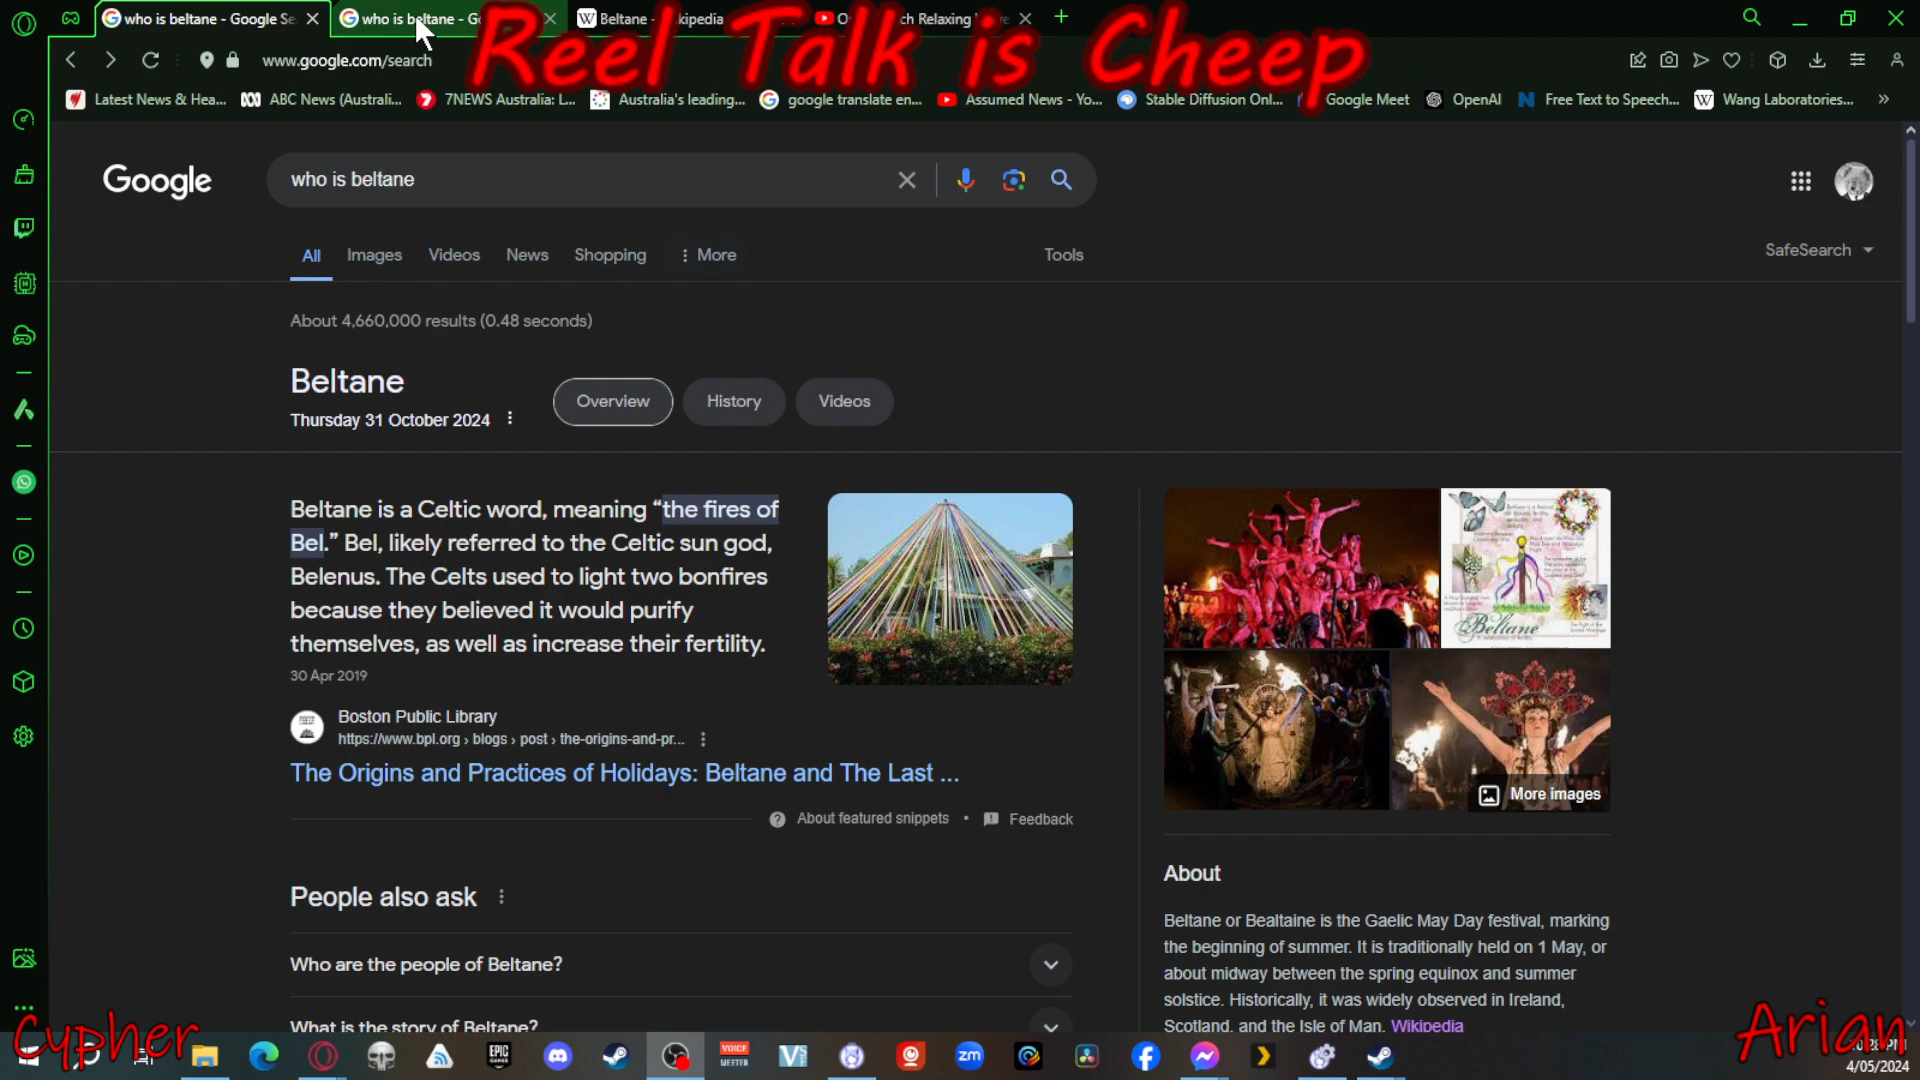 who is beltane - Google Se
who is beltane - G
Beltane - Wikipedia
Reel Talk is Cheep
www.google.com/search
Latest News & Hea...
ABC News (Australi...
7NEWS Australia: L...
Australia's leading...
google translate en...
Assumed News - Yo...
Stable Diffusion Onl...
Google Meet
OpenAI
Free Text to Speech...
Wang Laboratories...
Google
who is beltane
All
Images
Videos
News
Shopping
More
Tools
SafeSearch
About 4,660,000 results (0.48 seconds)
Beltane
Thursday 31 October 2024
Overview
History
Videos
Beltane is a Celtic word, meaning “the fires of
Bel.” Bel, likely referred to the Celtic sun god,
Belenus. The Celts used to light two bonfires
because they believed it would purify
themselves, as well as increase their fertility.
30 Apr 2019
Boston Public Library
https://www.bpl.org › blogs › post › the-origins-and-pr...
The Origins and Practices of Holidays: Beltane and The Last ...
About featured snippets
Feedback
Beltane
More images
People also ask
Who are the people of Beltane?
What is the story of Beltane?
About
Beltane or Bealtaine is the Gaelic May Day festival, marking
the beginning of summer. It is traditionally held on 1 May, or
about midway between the spring equinox and summer
solstice. Historically, it was widely observed in Ireland,
Scotland, and the Isle of Man. Wikipedia
Cypher
Arian
EPIC GAMES
VOICE MEETER
zm
4/05/2024